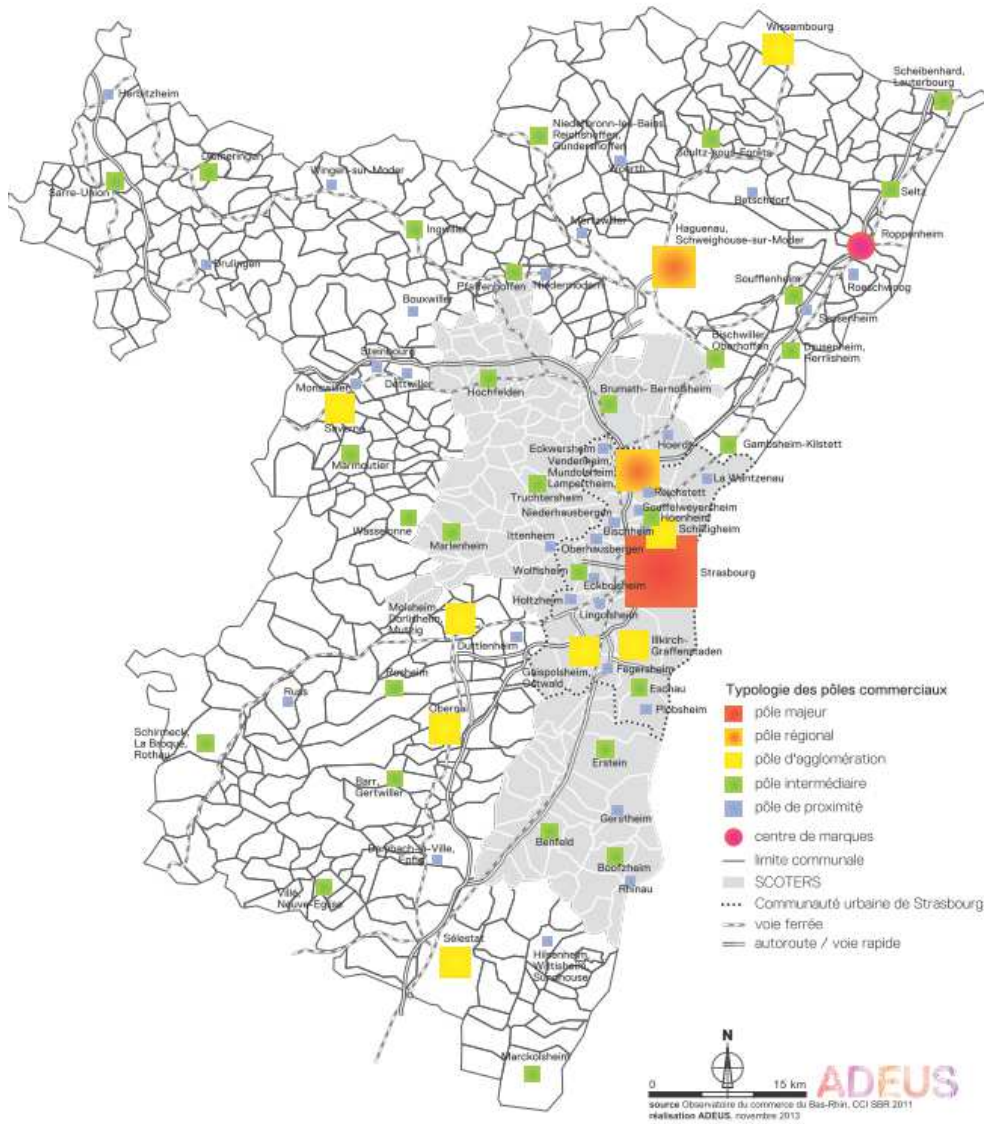 Wissembourg
Scheibenhard,
Lauterbourg
Herbitzheim
Niederbronn-les-Bains,
Reichshoffen,
Gundershoffen
Soultz-sous-Forêts
Woerth
Diemeringen
Wingen-sur-Moder
Sarre-Union
Seltz
Betschdorf
Mertzwiller
Ingwiller
Haguenau,
Schweighouse-sur-Moder
Roppenheim
Drulingen
Pfaffenhoffen
Niedermodern
Soufflenheim
Roeschwoog
Bouxwiller
Sessenheim
Bischwiller,
Oberhoffen
Drusenheim,
Herrlisheim
Steinbourg
Monswiller
Dettwiller
Hochfelden
Brumath- Bernolsheim
Saverne
Marmoutier
Eckwersheim
Hoerdt
Gambsheim-Kilstett
Vendenheim,
Mundolsheim,
Lampertheim,
La Wantzenau
Truchtersheim
Reichstett
Niederhausbergen
Souffelweyersheim
Hoenheim
Wasselonne
Marlenheim
Ittenheim
Bischheim
Schiltigheim
Oberhausbergen
Wolfisheim
Eckbolsheim
Strasbourg
Holtzheim
Lingolsheim
Molsheim,
Dorlisheim,
Mutzig
Duttlenheim
Illkirch-
Graffenstaden
Geispolsheim,
Ostwald
Fegersheim
Rosheim
Eschau
Russ
Plobsheim
Obernai
Schirmeck,
La Broque,
Rothau
Erstein
Barr,
Gertwiller
Gerstheim
Benfeld
Dambach-la-Ville,
Epfig
Boofzheim
Rhinau
Villé,
Neuve-Eglise
Sélestat
Hilsenheim,
Wittisheim,
Sundhouse
Marckolsheim
Typologie des pôles commerciaux
pôle majeur
pôle régional
pôle d'agglomération
pôle intermédiaire
pôle de proximité
centre de marques
limite communale
SCOTERS
Communauté urbaine de Strasbourg
voie ferrée
autoroute / voie rapide
N
0 15 km
ADEUS
source Observatoire du commerce du Bas-Rhin, CCI SBR 2011
réalisation ADEUS, novembre 2013